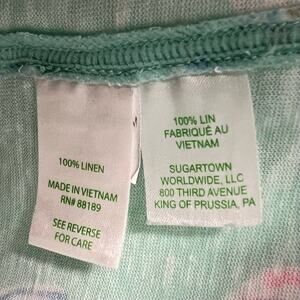 100% LINEN
MADE IN VIETNAM
RN# 88189
SEE REVERSE
FOR CARE
100% LIN
FABRIQUÉ AU
VIETNAM
SUGARTOWN
WORLDWIDE, LLC
800 THIRD AVENUE
KING OF PRUSSIA, PA